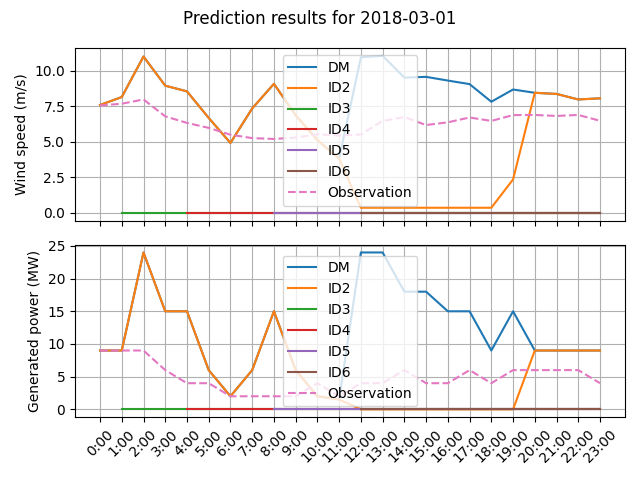 Prediction results for 2018-03-01
Wind speed (m/s)
10.0
7.5
5.0
2.5
0.0
DM
ID2
ID3
ID4
ID5
ID6
Observation
Generated power (MW)
25
20
15
10
5
0
DM
ID2
ID3
ID4
ID5
ID6
Observation
0:00 1:00 2:00 3:00 4:00 5:00 6:00 7:00 8:00 9:00 10:00 11:00 12:00 13:00 14:00 15:00 16:00 17:00 18:00 19:00 20:00 21:00 22:00 23:00